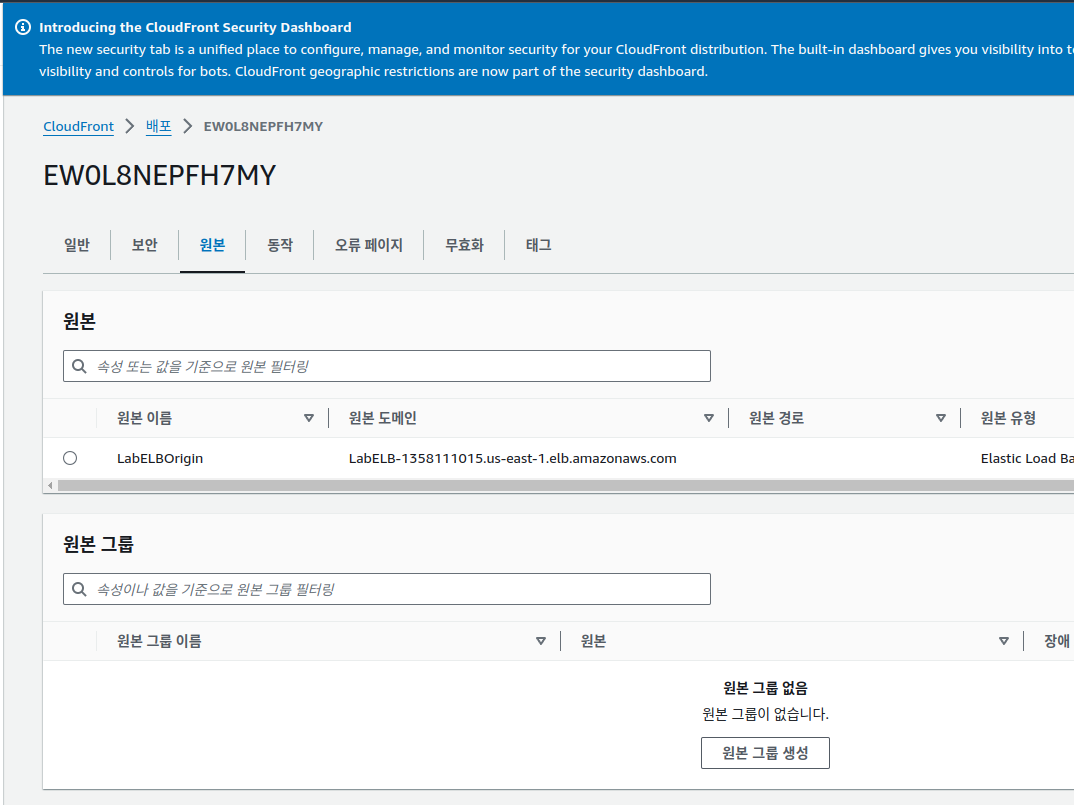 Introducing the CloudFront Security Dashboard
The new security tab is a unified place to configure, manage, and monitor security for your CloudFront distribution. The built-in dashboard gives you visibility into
visibility and controls for bots. CloudFront geographic restrictions are now part of the security dashboard.
CloudFront > 배포 > EW0L8NEPFH7MY
EW0L8NEPFH7MY
일반 보안 원본 동작 오류 페이지 무효화 태그
원본
속성 또는 값을 기준으로 원본 필터링
원본 이름 원본 도메인 원본 경로 원본 유형
LabELBOrigin LabELB-1358111015.us-east-1.elb.amazonaws.com Elastic Load Ba
원본 그룹
속성이나 값을 기준으로 원본 그룹 필터링
원본 그룹 이름 원본 장애
원본 그룹 없음
원본 그룹이 없습니다.
원본 그룹 생성